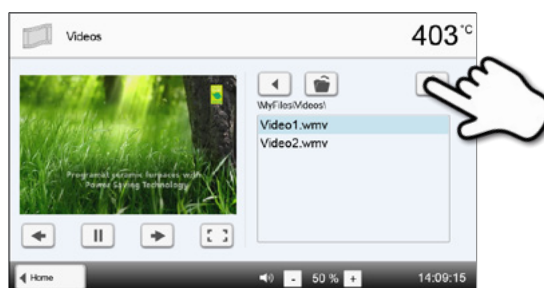 Videos
403 °C
\MyFiles\Videos\
Video1.wmv
Video2.wmv
Programat ceramic furnaces with
Power Saving Technology
Home
- 50 % +
14:09:15